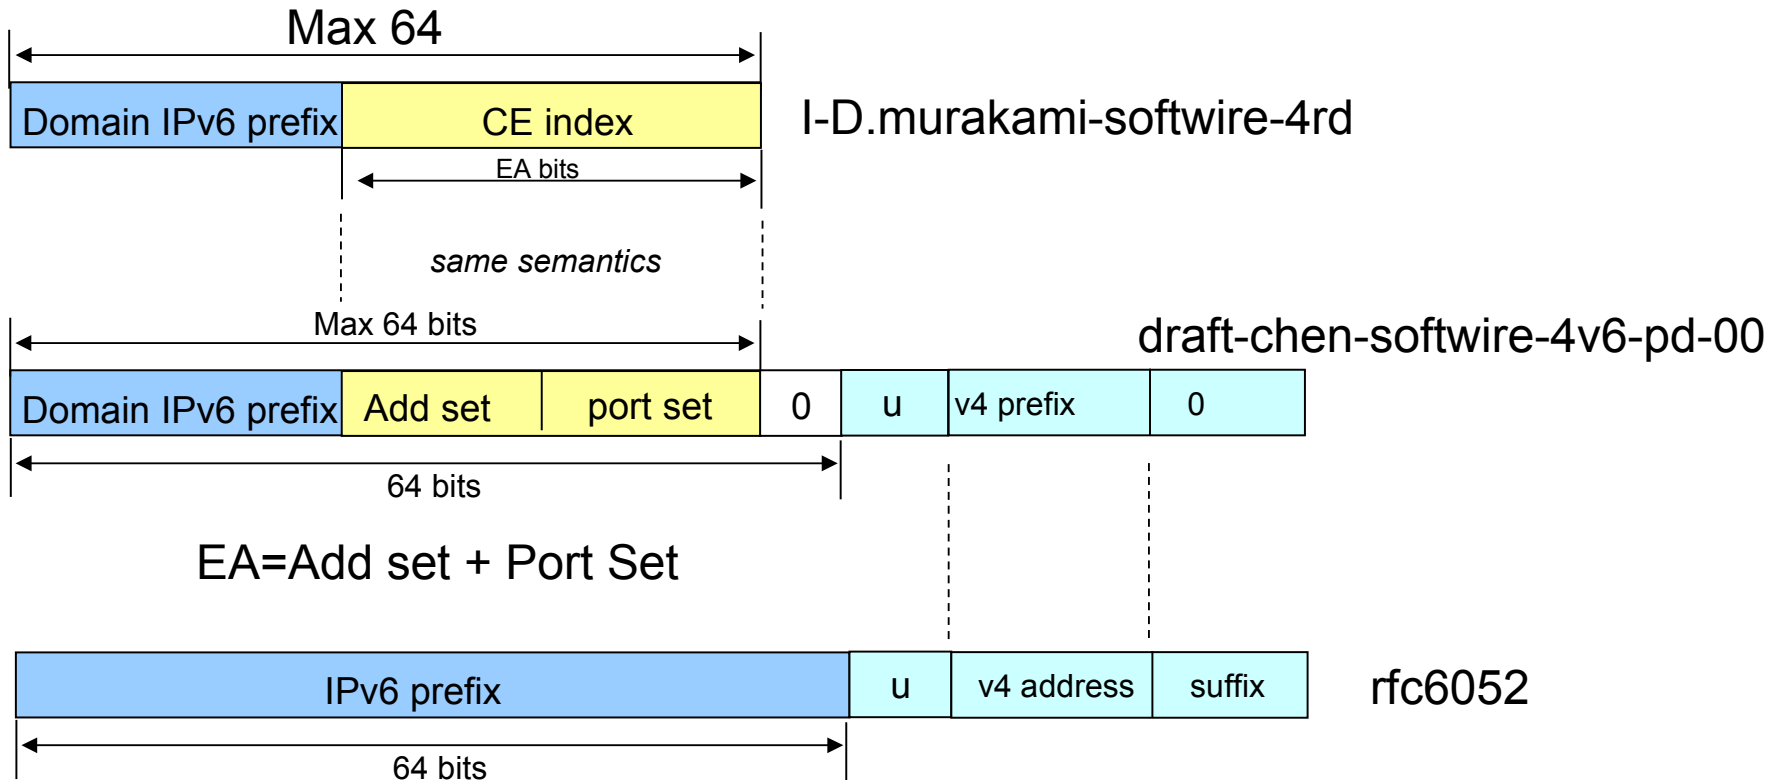 Max 64
Domain IPv6 prefix CE index I-D.murakami-softwire-4rd
EA bits
same semantics
Max 64 bits
draft-chen-softwire-4v6-pd-00
Domain IPv6 prefix Add set port set 0 u v4 prefix 0
64 bits
EA=Add set + Port Set
IPv6 prefix u v4 address suffix rfc6052
64 bits